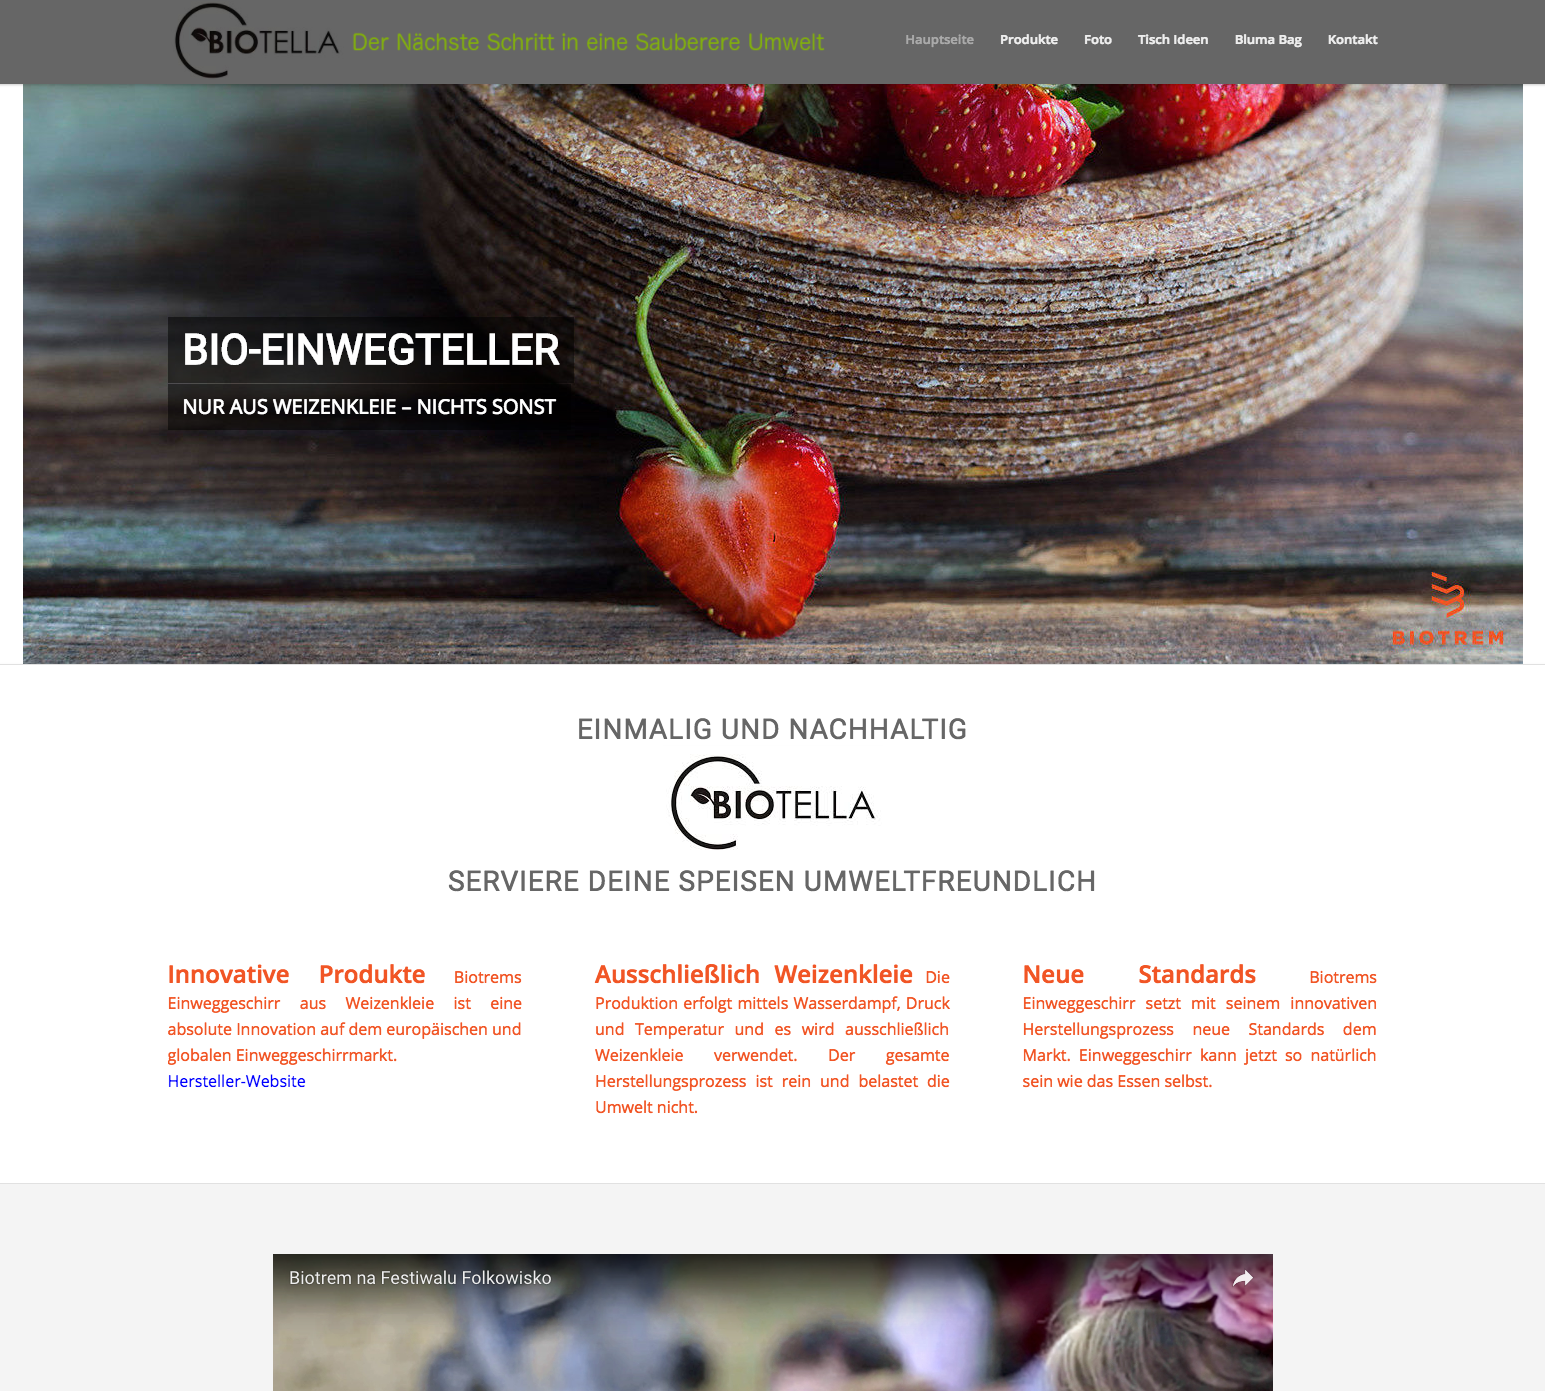 BIOTELLA Der Nächste Schritt in eine Sauberere Umwelt
Hauptseite Produkte Foto Tisch Ideen Bluma Bag Kontakt
BIO-EINWEGTELLER
NUR AUS WEIZENKLEIE – NICHTS SONST
BIOTREM
EINMALIG UND NACHHALTIG
BIOTELLA
SERVIERE DEINE SPEISEN UMWELTFREUNDLICH
Innovative Produkte Biotrems
Einweggeschirr aus Weizenkleie ist eine
absolute Innovation auf dem europäischen und
globalen Einweggeschirrmarkt.
Hersteller-Website
Ausschließlich Weizenkleie Die
Produktion erfolgt mittels Wasserdampf, Druck
und Temperatur und es wird ausschließlich
Weizenkleie verwendet. Der gesamte
Herstellungsprozess ist rein und belastet die
Umwelt nicht.
Neue Standards Biotrems
Einweggeschirr setzt mit seinem innovativen
Herstellungsprozess neue Standards dem
Markt. Einweggeschirr kann jetzt so natürlich
sein wie das Essen selbst.
Biotrem na Festiwalu Folkowisko